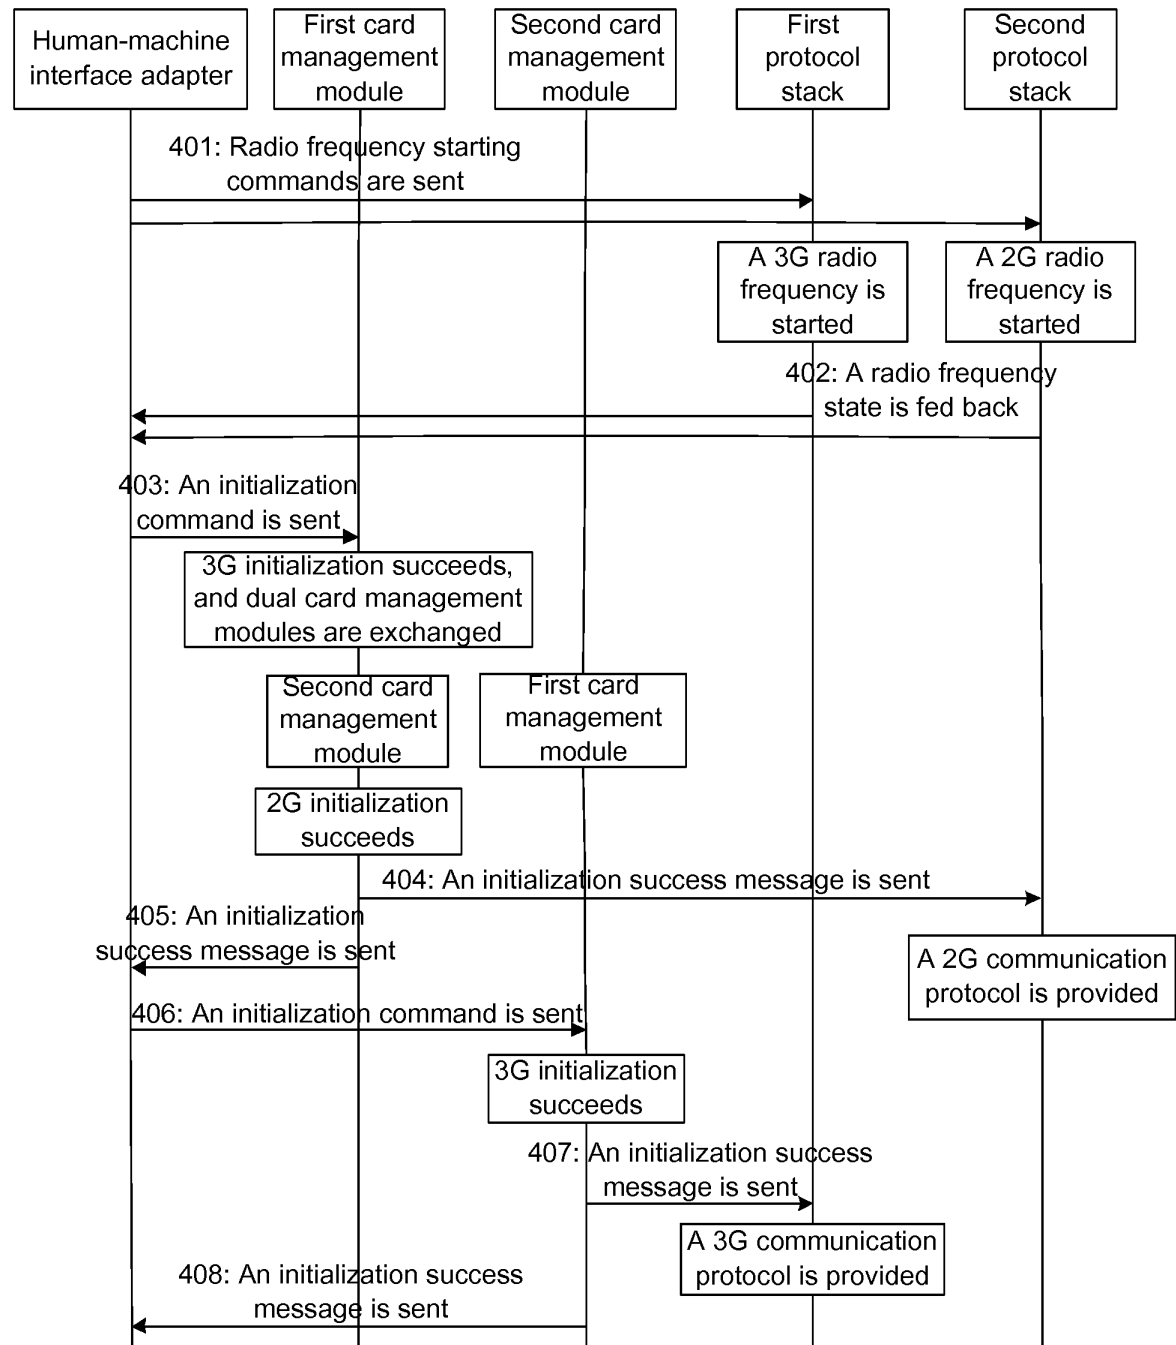 Human-machine
interface adapter
First card
management
module
Second card
management
module
First
protocol
stack
Second
protocol
stack
401: Radio frequency starting
commands are sent
A 3G radio
frequency is
started
A 2G radio
frequency is
started
402: A radio frequency
state is fed back
403: An initialization
command is sent
3G initialization succeeds,
and dual card management
modules are exchanged
Second card
management
module
First card
management
module
2G initialization
succeeds
404: An initialization success message is sent
405: An initialization
success message is sent
A 2G communication
protocol is provided
406: An initialization command is sent
3G initialization
succeeds
407: An initialization success
message is sent
A 3G communication
protocol is provided
408: An initialization success
message is sent